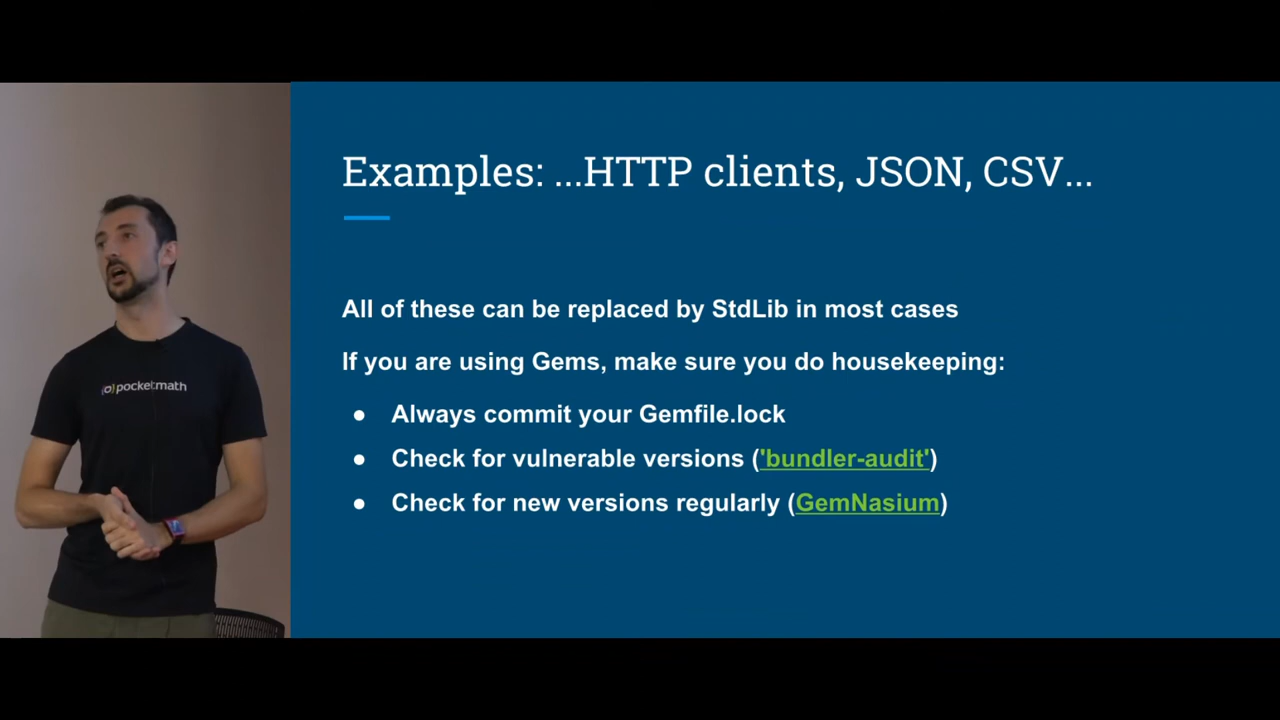 Examples: ...HTTP clients, JSON, CSV...
All of these can be replaced by StdLib in most cases
If you are using Gems, make sure you do housekeeping:
● Always commit your Gemfile.lock
● Check for vulnerable versions ('bundler-audit')
● Check for new versions regularly (GemNasium)
(o)pocketmath